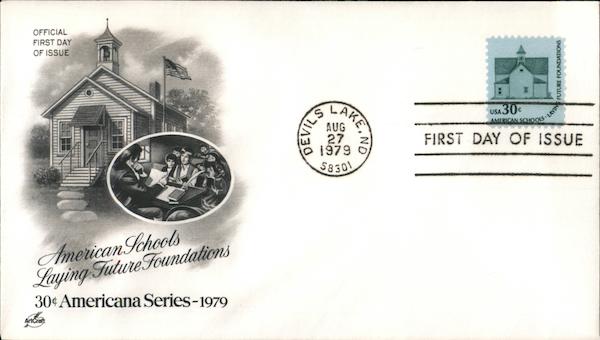 OFFICIAL
FIRST DAY
OF ISSUE
American Schools
Laying Future Foundations
30¢ Americana Series-1979
ArtCraft
DEVILS LAKE, ND
AUG
27
1979
58301
USA 30c
AMERICAN SCHOOLS - LAYING FUTURE FOUNDATIONS
FIRST DAY OF ISSUE